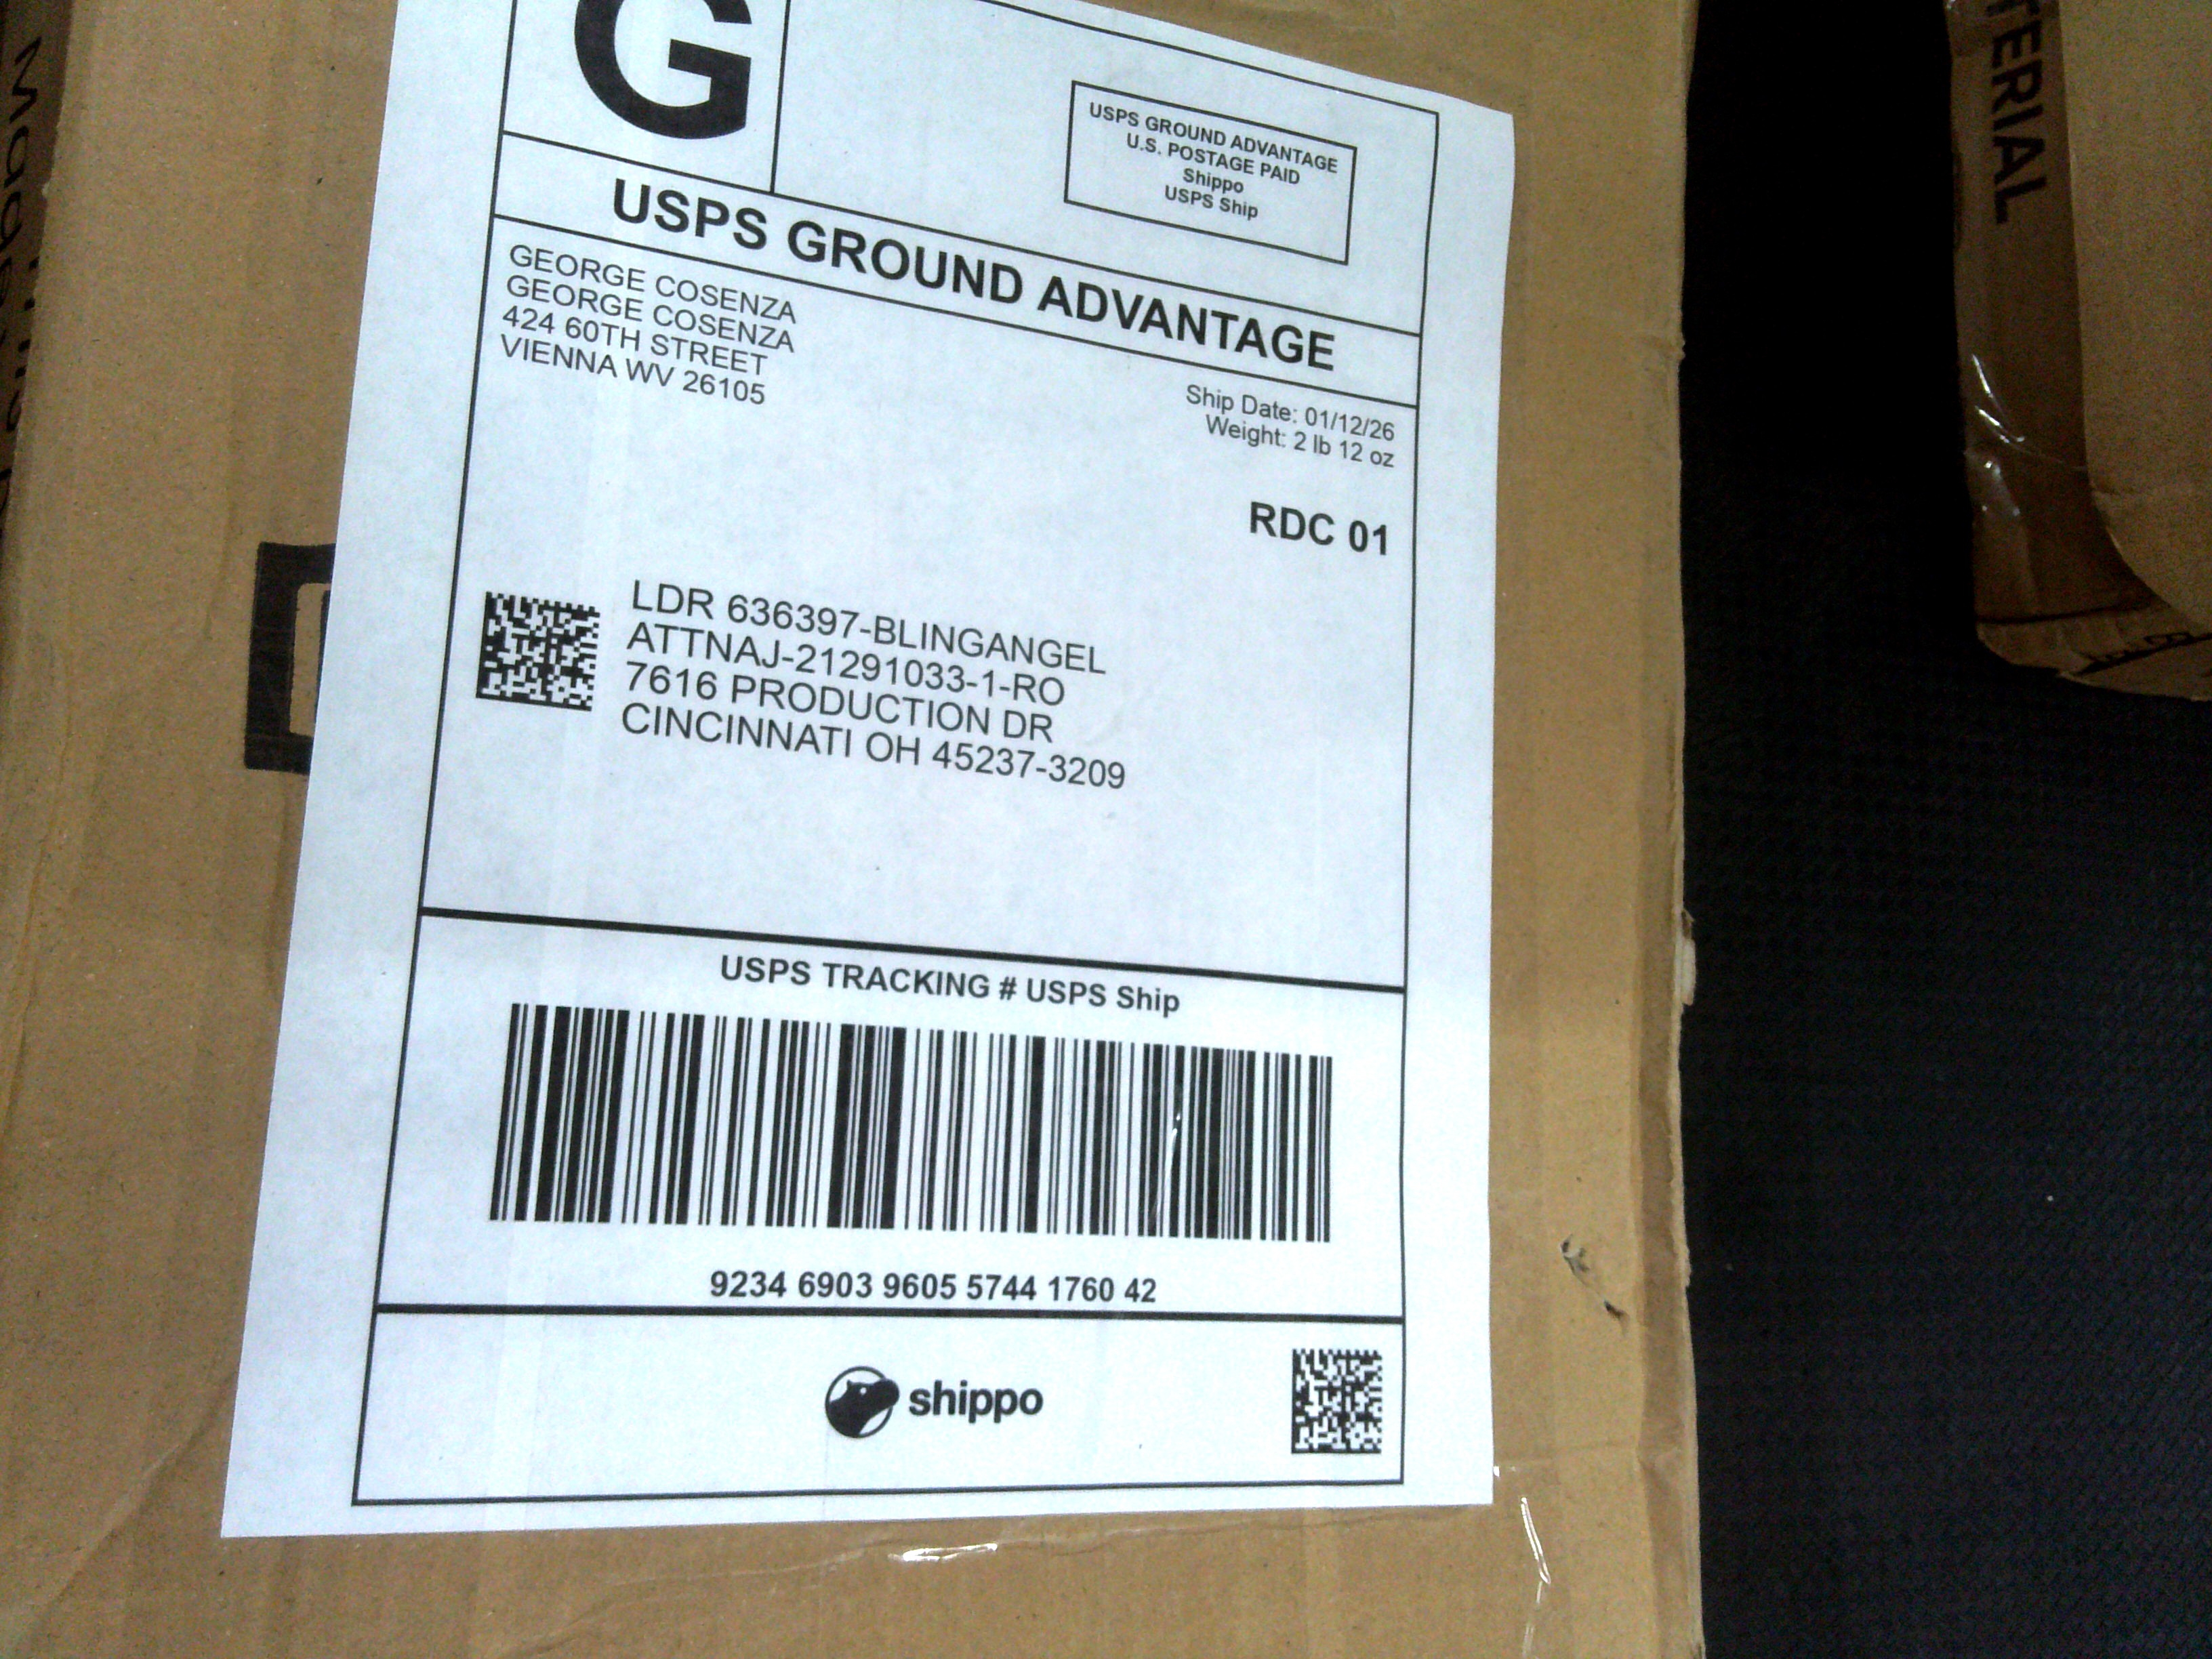 G
USPS GROUND ADVANTAGE
U.S. POSTAGE PAID
Shippo
USPS Ship
USPS GROUND ADVANTAGE
GEORGE COSENZA
GEORGE COSENZA
424 60TH STREET
VIENNA WV 26105
Ship Date: 01/12/26
Weight: 2 lb 12 oz
RDC 01
LDR 636397-BLINGANGEL
ATTNAJ-21291033-1-RO
7616 PRODUCTION DR
CINCINNATI OH 45237-3209
USPS TRACKING # USPS Ship
9234 6903 9605 5744 1760 42
shippo
TERIAL